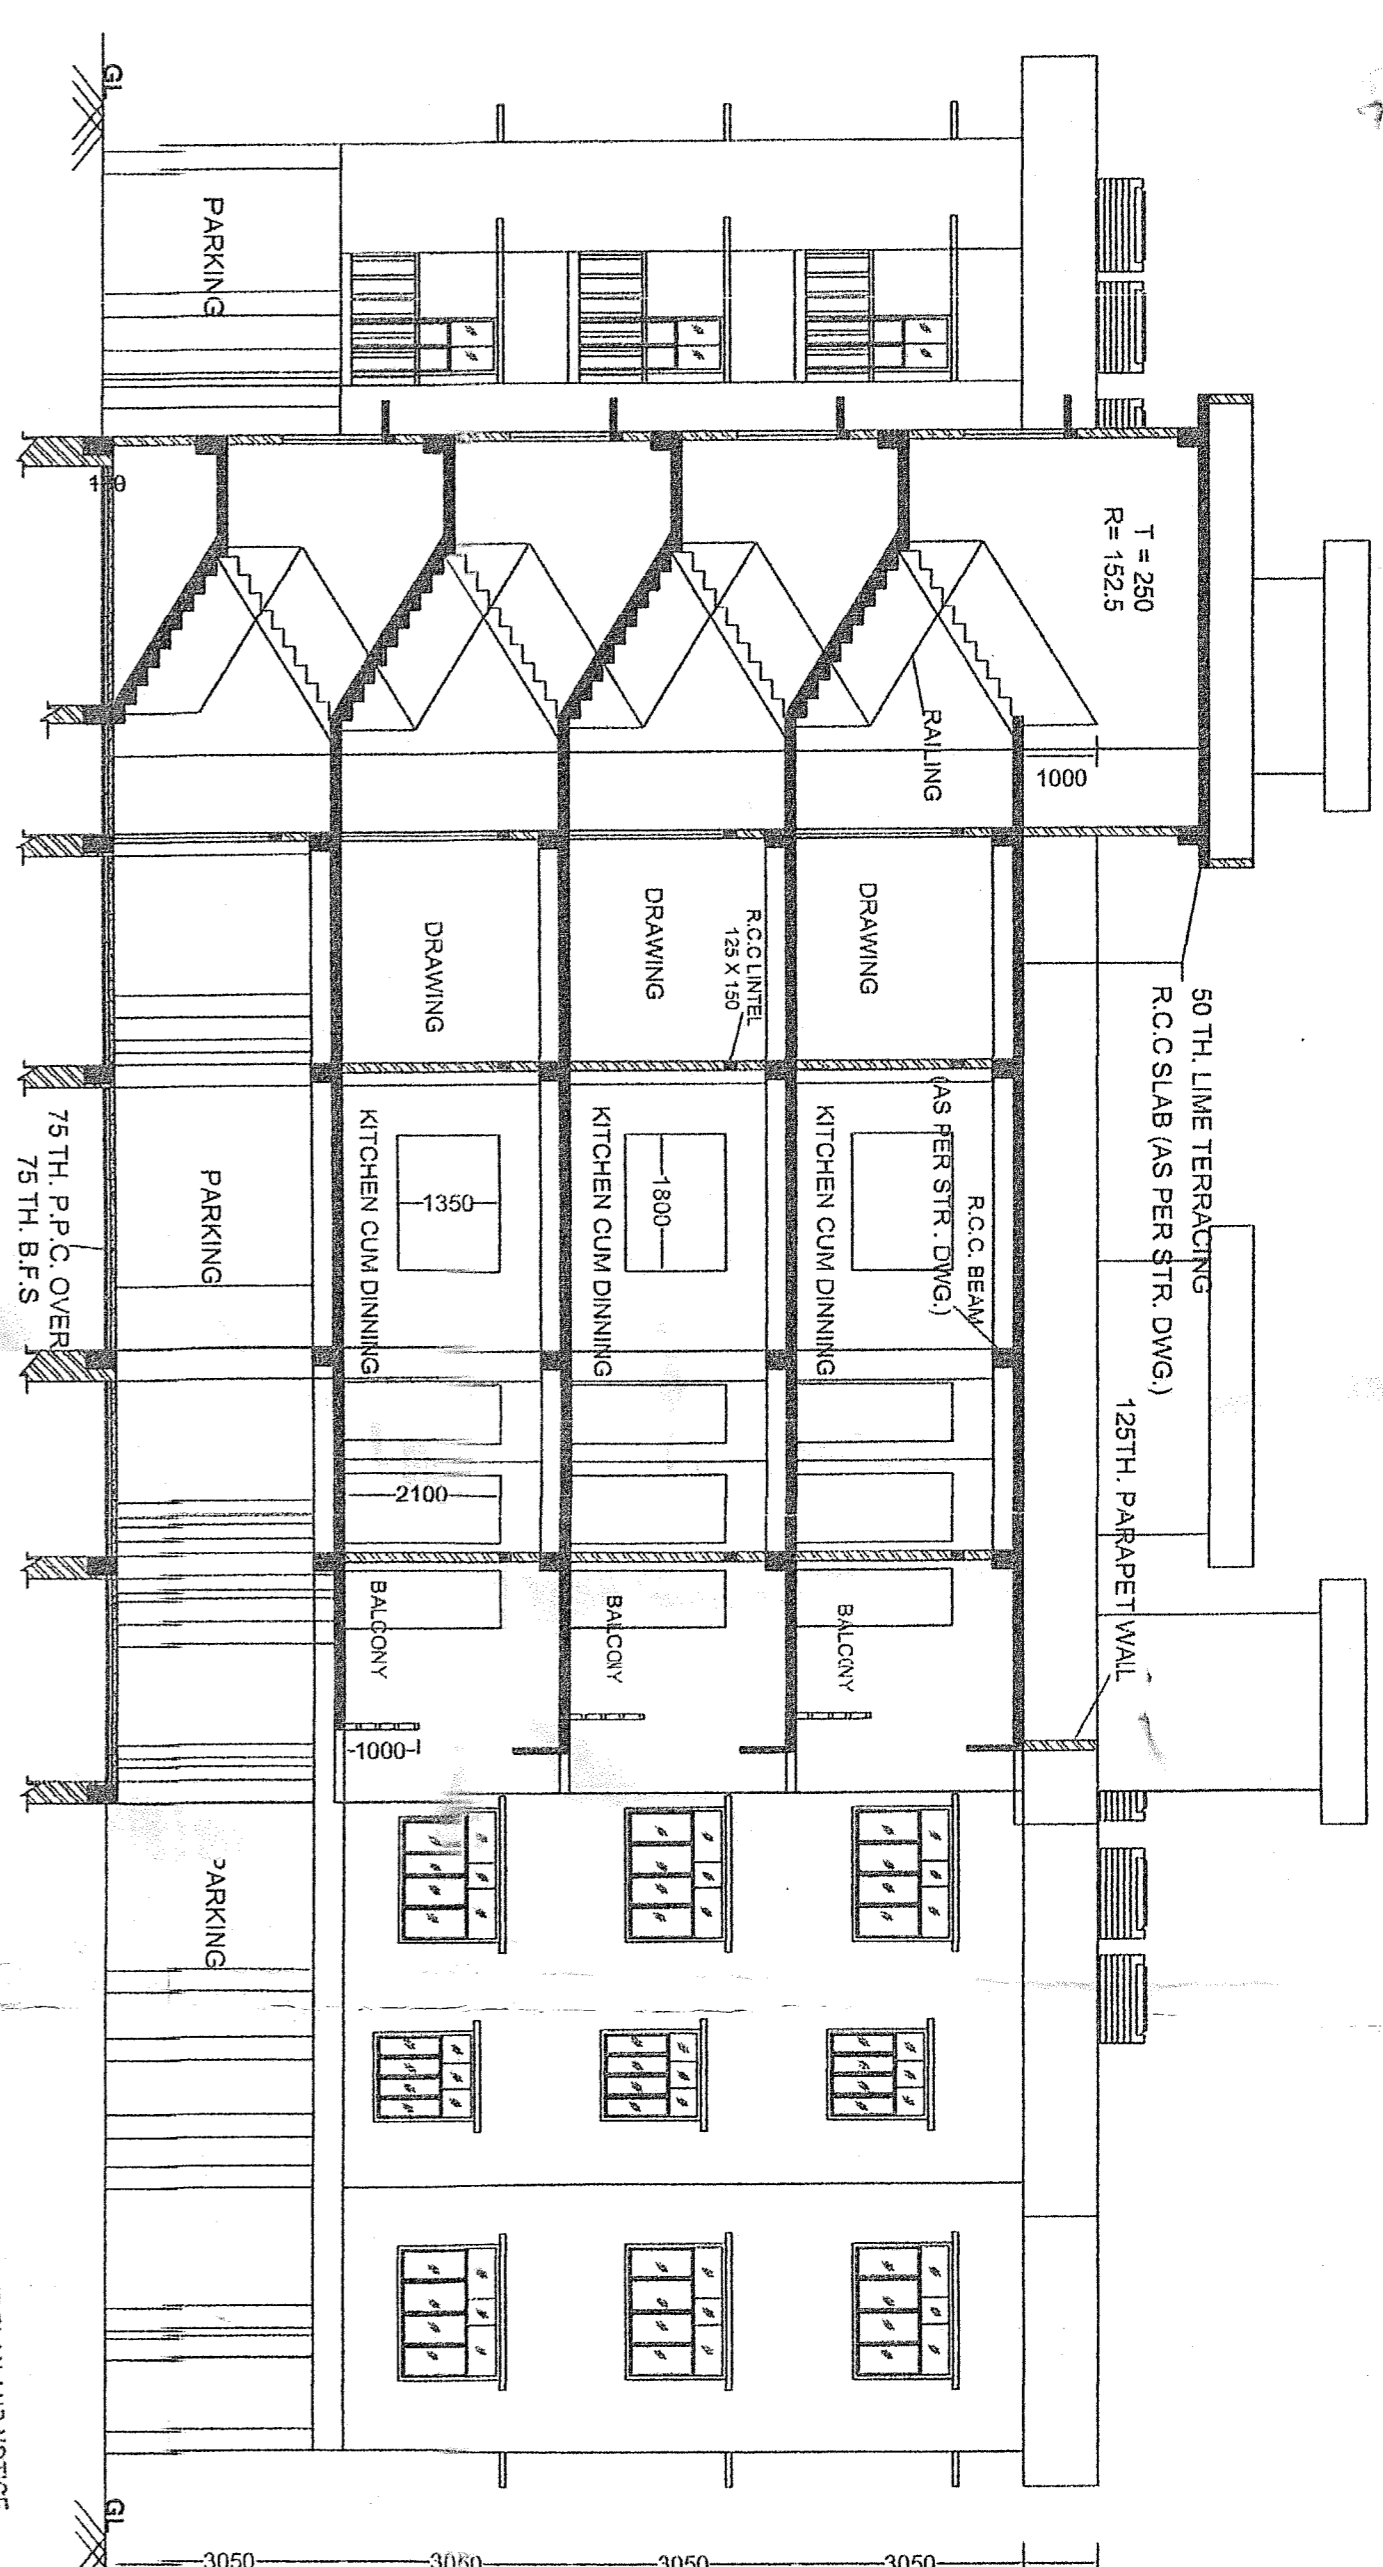 GL
PARKING
T = 250
R= 152.5
RAILING
1000
50 TH. LIME TERRACING
R.C.C SLAB (AS PER STR. DWG.)
125TH. PARAPET WALL
DRAWING
R.C.C LINTEL
125 X 150
DRAWING
DRAWING
R.C.C. BEAM
(AS PER STR. DWG.)
KITCHEN CUM DINNING
1800
KITCHEN CUM DINNING
1350
KITCHEN CUM DINNING
2100
BALCONY
BALCONY
BALCONY
1000
PARKING
75 TH. P.P.C. OVER
75 TH. B.F.S
PARKING
GL
3050
3050
3050
3050